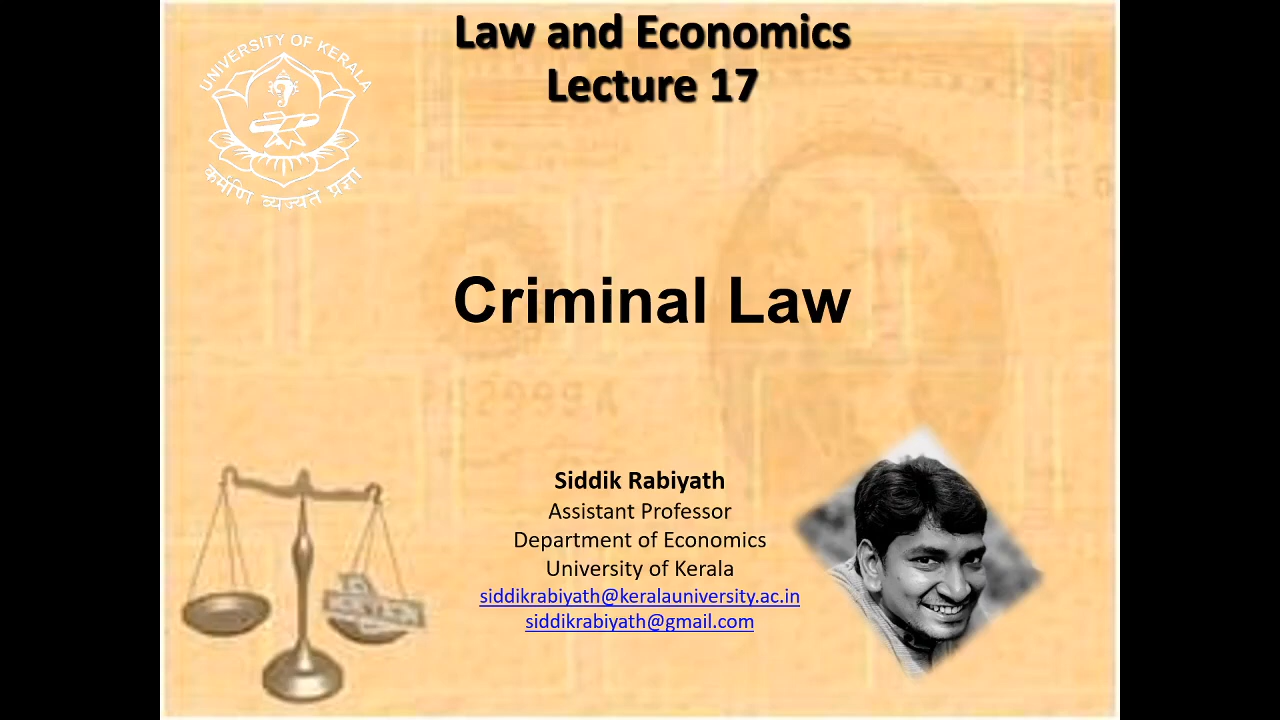 Law and Economics
Lecture 17
UNIVERSITY OF KERALA
कर्मणि व्यज्यते प्रज्ञा
Criminal Law
Siddik Rabiyath
Assistant Professor
Department of Economics
University of Kerala
siddikrabiyath@keralauniversity.ac.in
siddikrabiyath@gmail.com